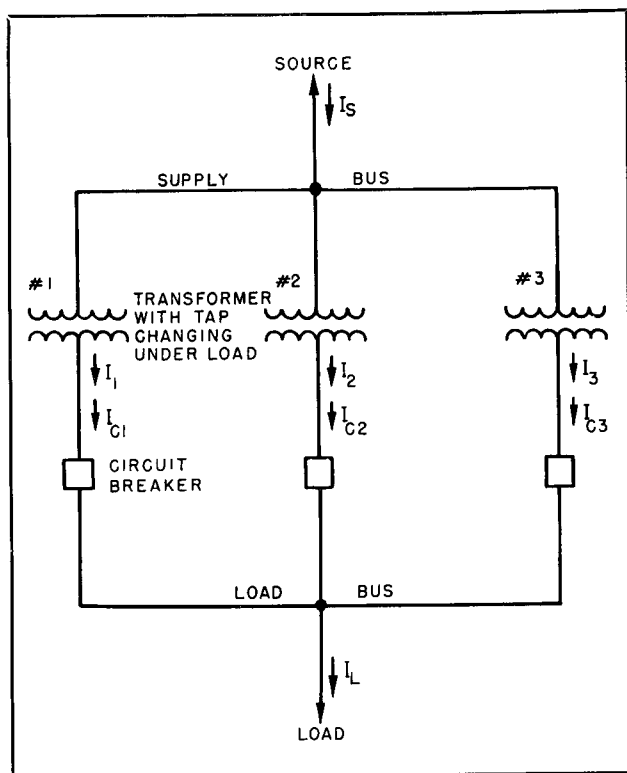 SOURCE
I_S
SUPPLY BUS
#1
#2
#3
TRANSFORMER
WITH TAP
CHANGING
UNDER LOAD
I_1
I_2
I_3
I_C1
I_C2
I_C3
CIRCUIT
BREAKER
LOAD BUS
I_L
LOAD